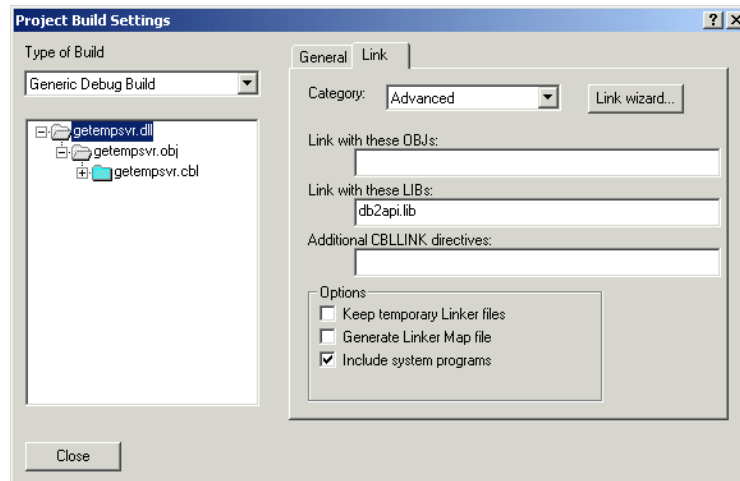 Project Build Settings
Type of Build
Generic Debug Build
getempsvr.dll
getempsvr.obj
getempsvr.cbl
Close
General Link
Category: Advanced Link wizard...
Link with these OBJs:
Link with these LIBs:
db2api.lib
Additional CBLLINK directives:
Options
Keep temporary Linker files
Generate Linker Map file
Include system programs